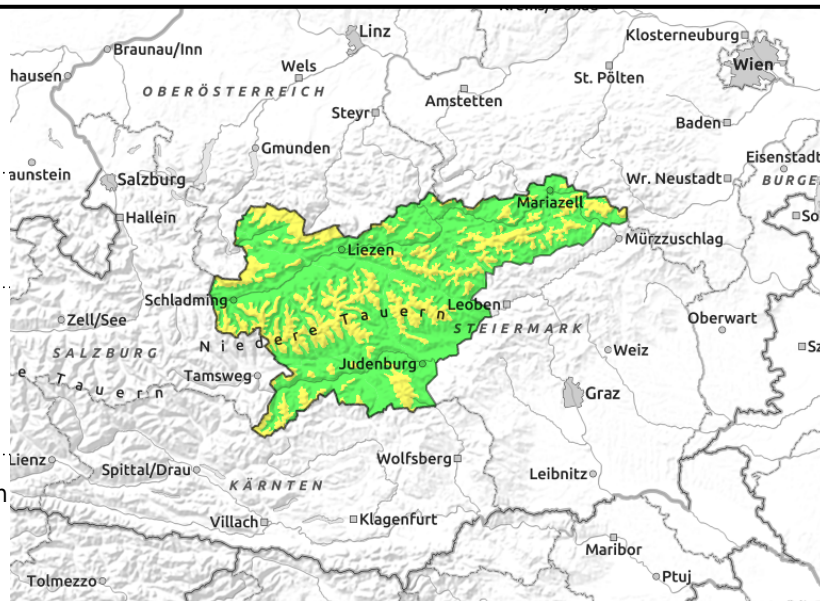 Linz
Klosterneuburg
Braunau/Inn
Wien
Wels
hausen
St. Pölten
OBERÖSTERREICH
Amstetten
Steyr
Baden
Gmunden
Eisenstadt
aunstein
Salzburg
Wr. Neustadt
BURGE
Mariazell
Hallein
So
Mürzzuschlag
Liezen
Schladming
Leoben
Zell/See
Niedere Tauern
STEIERMARK
Oberwart
SALZBURG
Weiz
Sz
Judenburg
Tamsweg
e Tauern
Graz
Lienz
Wolfsberg
Spittal/Drau
Leibnitz
KÄRNTEN
n
Villach
Klagenfurt
Maribor
Tolmezzo
Ptuj